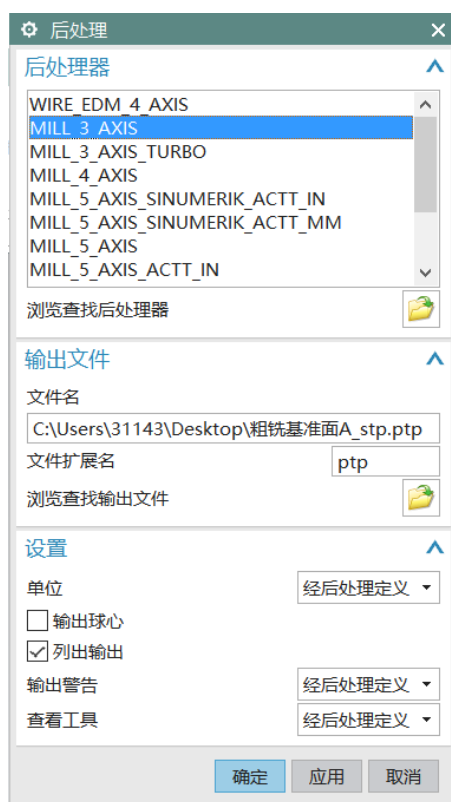 后处理
后处理器
WIRE_EDM_4_AXIS
MILL_3_AXIS
MILL_3_AXIS_TURBO
MILL_4_AXIS
MILL_5_AXIS_SINUMERIK_ACTT_IN
MILL_5_AXIS_SINUMERIK_ACTT_MM
MILL_5_AXIS
MILL_5_AXIS_ACTT_IN
浏览查找后处理器
输出文件
文件名
C:\Users\31143\Desktop\粗铣基准面A_stp.ptp
文件扩展名 ptp
浏览查找输出文件
设置
单位 经后处理定义
输出球心
列出输出
输出警告 经后处理定义
查看工具 经后处理定义
确定 应用 取消